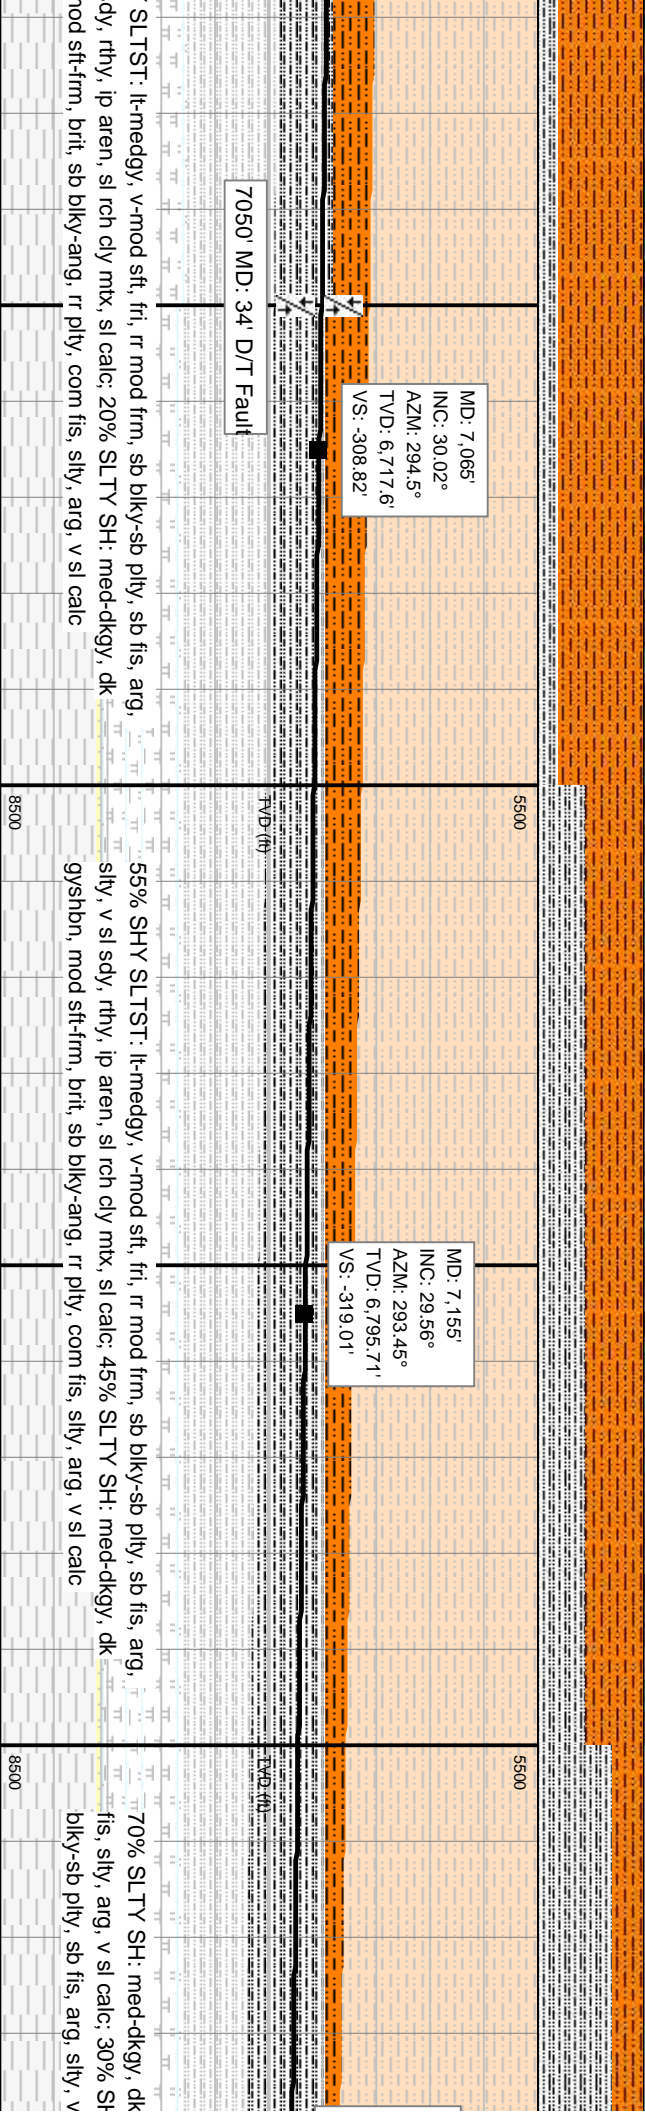 SLTST: lt-medgy, v-mod sft, fri, rr mod frm, sb blky-sb plty, sb fis, arg,
dy, rthy, ip aren, sl rch cly mtx, sl calc; 20% SLTY SH: med-dkgy, dk
mod sft-frm, brit, sb blky-ang, rr plty, com fis, slty, arg, v sl calc
7050' MD: 34' D/T Fault
MD: 7,065'
INC: 30.02°
AZM: 294.5°
TVD: 6,717.6'
VS: -308.82'
5500
TVD (ft)
8500
55% SHY SLTST: lt-medgy, v-mod sft, fri, rr mod frm, sb blky-sb plty, sb fis, arg,
slty, v sl sdy, rthy, ip aren, sl rch cly mtx, sl calc; 45% SLTY SH: med-dkgy, dk
gyshbn, mod sft-frm, brit, sb blky-ang, rr plty, com fis, slty, arg, v sl calc
MD: 7,155'
INC: 29.56°
AZM: 293.45°
TVD: 6,795.71'
VS: -319.01'
5500
TVD (ft)
8500
70% SLTY SH: med-dkgy, dk
fis, slty, arg, v sl calc; 30% SH
blky-sb plty, sb fis, arg, slty, v